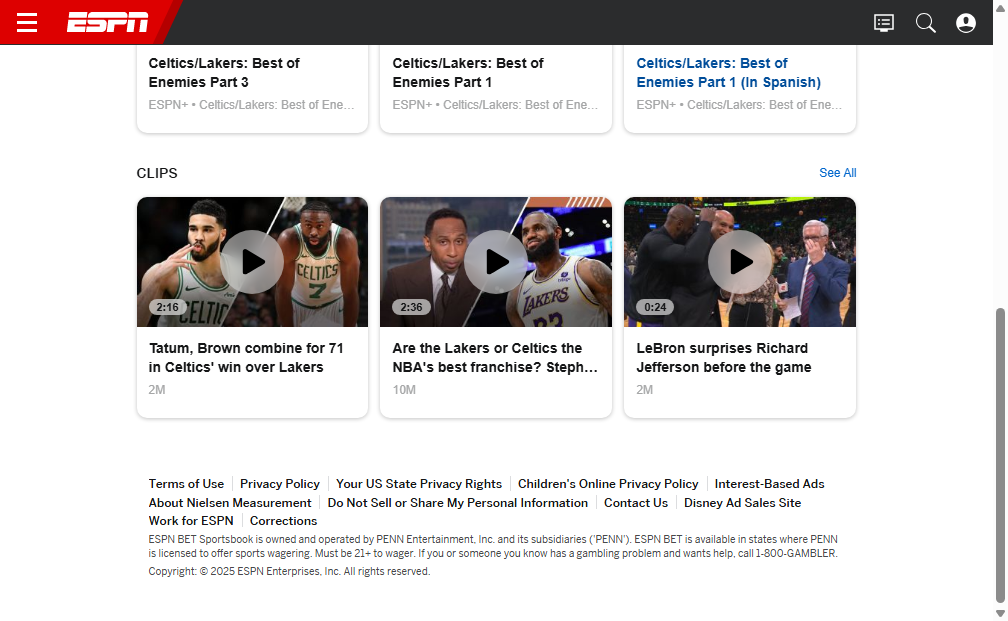 ESPN
Celtics/Lakers: Best of
Enemies Part 3
ESPN+ • Celtics/Lakers: Best of Ene…
Celtics/Lakers: Best of
Enemies Part 1
ESPN+ • Celtics/Lakers: Best of Ene…
Celtics/Lakers: Best of
Enemies Part 1 (In Spanish)
ESPN+ • Celtics/Lakers: Best of Ene…
CLIPS
See All
CELTIC
CELTICS
7
2:16
Tatum, Brown combine for 71
in Celtics' win over Lakers
2M
LAKERS
23
2:36
Are the Lakers or Celtics the
NBA's best franchise? Steph…
10M
0:24
LeBron surprises Richard
Jefferson before the game
2M
Terms of Use
Privacy Policy
Your US State Privacy Rights
Children's Online Privacy Policy
Interest-Based Ads
About Nielsen Measurement
Do Not Sell or Share My Personal Information
Contact Us
Disney Ad Sales Site
Work for ESPN
Corrections
ESPN BET Sportsbook is owned and operated by PENN Entertainment, Inc. and its subsidiaries ('PENN'). ESPN BET is available in states where PENN
is licensed to offer sports wagering. Must be 21+ to wager. If you or someone you know has a gambling problem and wants help, call 1-800-GAMBLER.
Copyright: © 2025 ESPN Enterprises, Inc. All rights reserved.